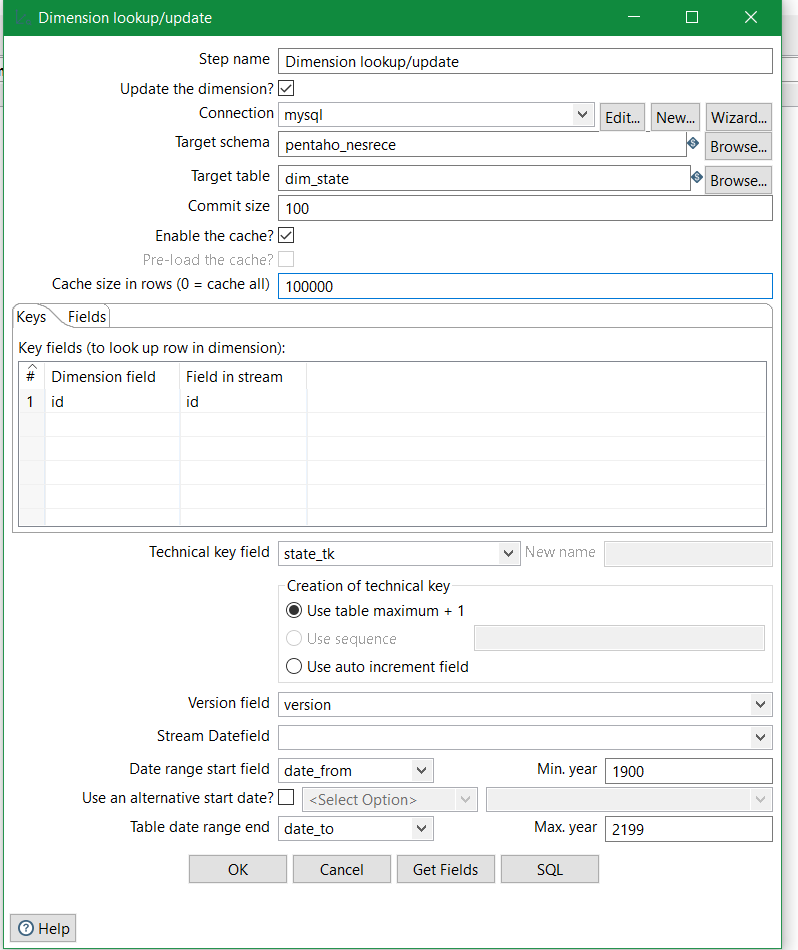 Dimension lookup/update
Step name Dimension lookup/update
Update the dimension?
Connection mysql Edit... New... Wizard...
Target schema pentaho_nesrece Browse...
Target table dim_state Browse...
Commit size 100
Enable the cache?
Pre-load the cache?
Cache size in rows (0 = cache all) 100000
Keys Fields
Key fields (to look up row in dimension):
# Dimension field Field in stream
1 id id
Technical key field state_tk New name
Creation of technical key
Use table maximum + 1
Use sequence
Use auto increment field
Version field version
Stream Datefield
Date range start field date_from Min. year 1900
Use an alternative start date? <Select Option>
Table date range end date_to Max. year 2199
OK Cancel Get Fields SQL
Help